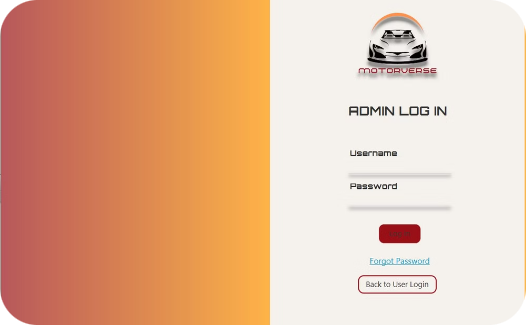 MOTORVERSE
ADMIN LOG IN
Username
Password
Forgot Password
Back to User Login